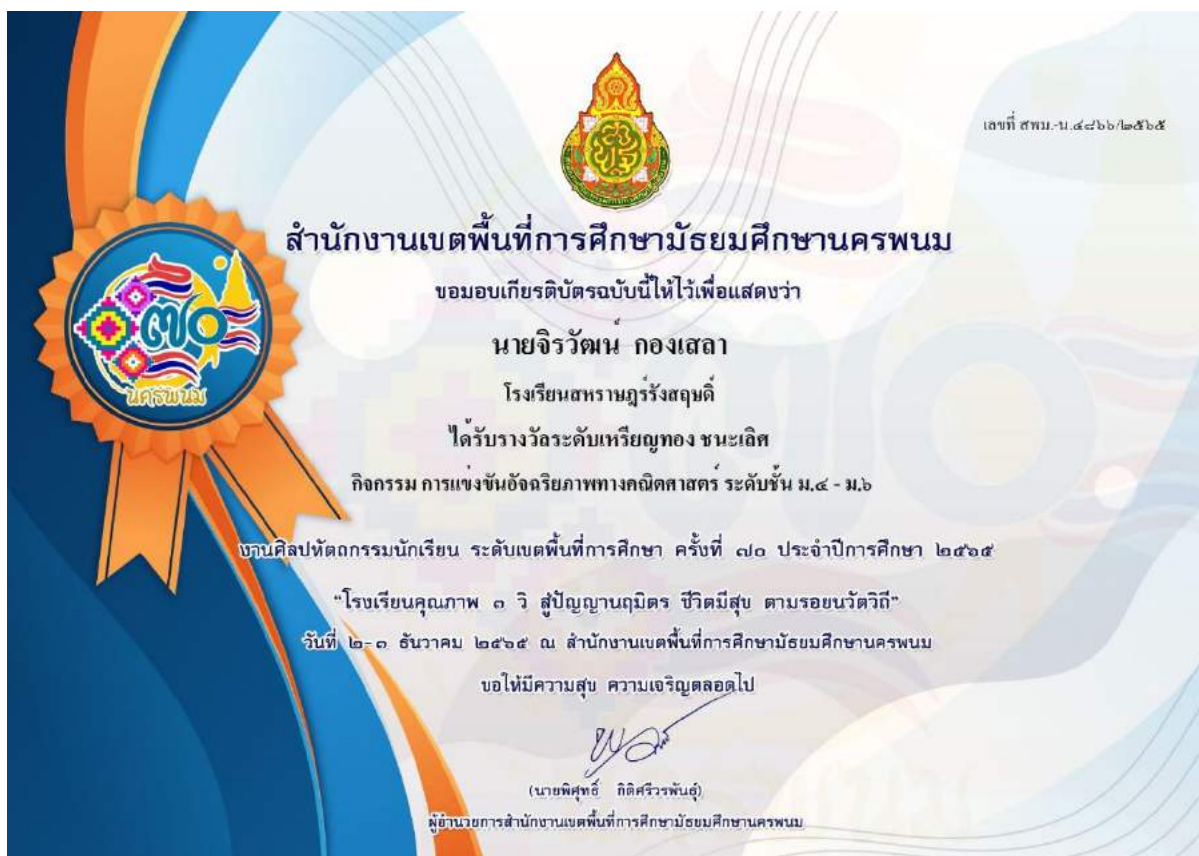 เลขที่ สพม.-น.๔๘๖๖/๒๕๖๕
สำนักงานเขตพื้นที่การศึกษามัธยมศึกษานครพนม
ขอมอบเกียรติบัตรฉบับนี้ให้ไว้เพื่อแสดงว่า
นายจิรวัฒน์ กองเสลา
โรงเรียนสหราษฎร์รังสฤษดิ์
ได้รับรางวัลระดับเหรียญทอง ชนะเลิศ
กิจกรรม การแข่งขันอัจฉริยภาพทางคณิตศาสตร์ ระดับชั้น ม.๔ - ม.๖
๗๐
นครพนม
งานศิลปหัตถกรรมนักเรียน ระดับเขตพื้นที่การศึกษา ครั้งที่ ๗๐ ประจำปีการศึกษา ๒๕๖๕
“โรงเรียนคุณภาพ ๓ วิ สู่ปัญญานฤมิตร ชีวิตมีสุข ตามรอยนวัตวิถี”
วันที่ ๒-๓ ธันวาคม ๒๕๖๕ ณ สำนักงานเขตพื้นที่การศึกษามัธยมศึกษานครพนม
ขอให้มีความสุข ความเจริญตลอดไป
(นายพิศุทธิ์ กิติศรีวรพันธุ์)
ผู้อำนวยการสำนักงานเขตพื้นที่การศึกษามัธยมศึกษานครพนม